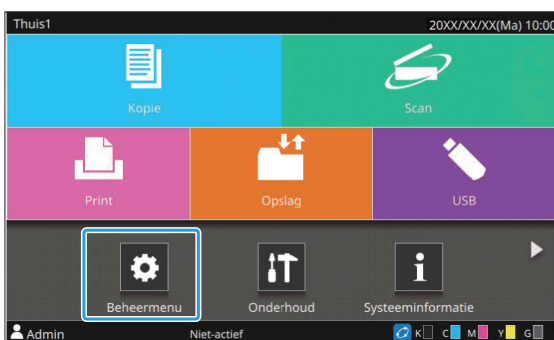 Thuis1 20XX/XX/XX(Ma) 10:00
Kopie Scan
Print Opslag USB
Beheermenu Onderhoud Systeeminformatie
Admin Niet-actief K C M Y G